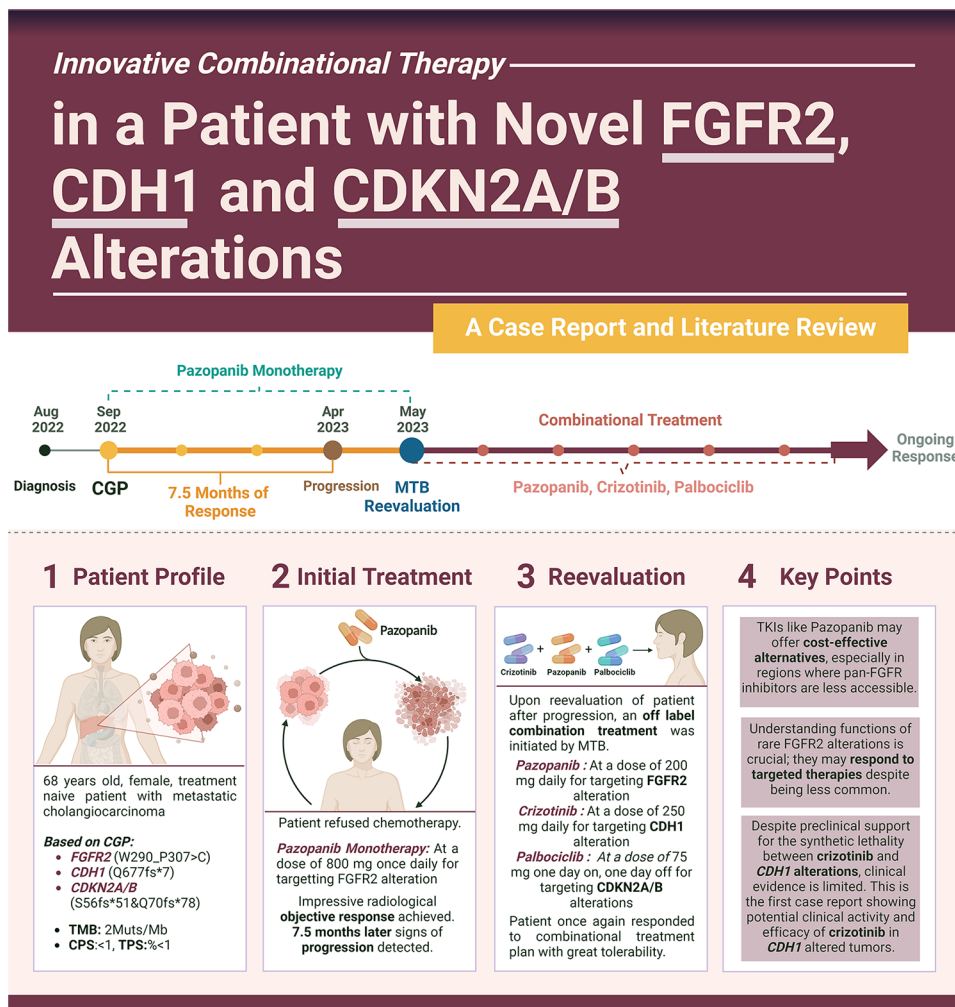 Innovative Combinational Therapy
in a Patient with Novel FGFR2,
CDH1 and CDKN2A/B
Alterations
A Case Report and Literature Review
Pazopanib Monotherapy
Aug
2022
Sep
2022
Apr
2023
May
2023
Combinational Treatment
Ongoing
Response
Diagnosis
CGP
7.5 Months of
Response
Progression
MTB
Reevaluation
Pazopanib, Crizotinib, Palbociclib
1 Patient Profile
68 years old, female, treatment
naive patient with metastatic
cholangiocarcinoma
Based on CGP:
• FGFR2 (W290_P307>C)
• CDH1 (Q677fs*7)
• CDKN2A/B
(S56fs*51&Q70fs*78)
• TMB: 2Muts/Mb
• CPS:<1, TPS:%<1
2 Initial Treatment
Pazopanib
Patient refused chemotherapy.
Pazopanib Monotherapy: At a
dose of 800 mg once daily for
targetting FGFR2 alteration
Impressive radiological
objective response achieved.
7.5 months later signs of
progression detected.
3 Reevaluation
Crizotinib + Pazopanib + Palbociclib
Upon reevaluation of patient
after progression, an off label
combination treatment was
initiated by MTB.
Pazopanib : At a dose of 200
mg daily for targeting FGFR2
alteration
Crizotinib : At a dose of 250
mg daily for targeting CDH1
alteration
Palbociclib : At a dose of 75
mg one day on, one day off for
targeting CDKN2A/B
alterations
Patient once again responded
to combinational treatment
plan with great tolerability.
4 Key Points
TKIs like Pazopanib may
offer cost-effective
alternatives, especially in
regions where pan-FGFR
inhibitors are less accessible.
Understanding functions of
rare FGFR2 alterations is
crucial; they may respond to
targeted therapies despite
being less common.
Despite preclinical support
for the synthetic lethality
between crizotinib and
CDH1 alterations, clinical
evidence is limited. This is
the first case report showing
potential clinical activity and
efficacy of crizotinib in
CDH1 altered tumors.